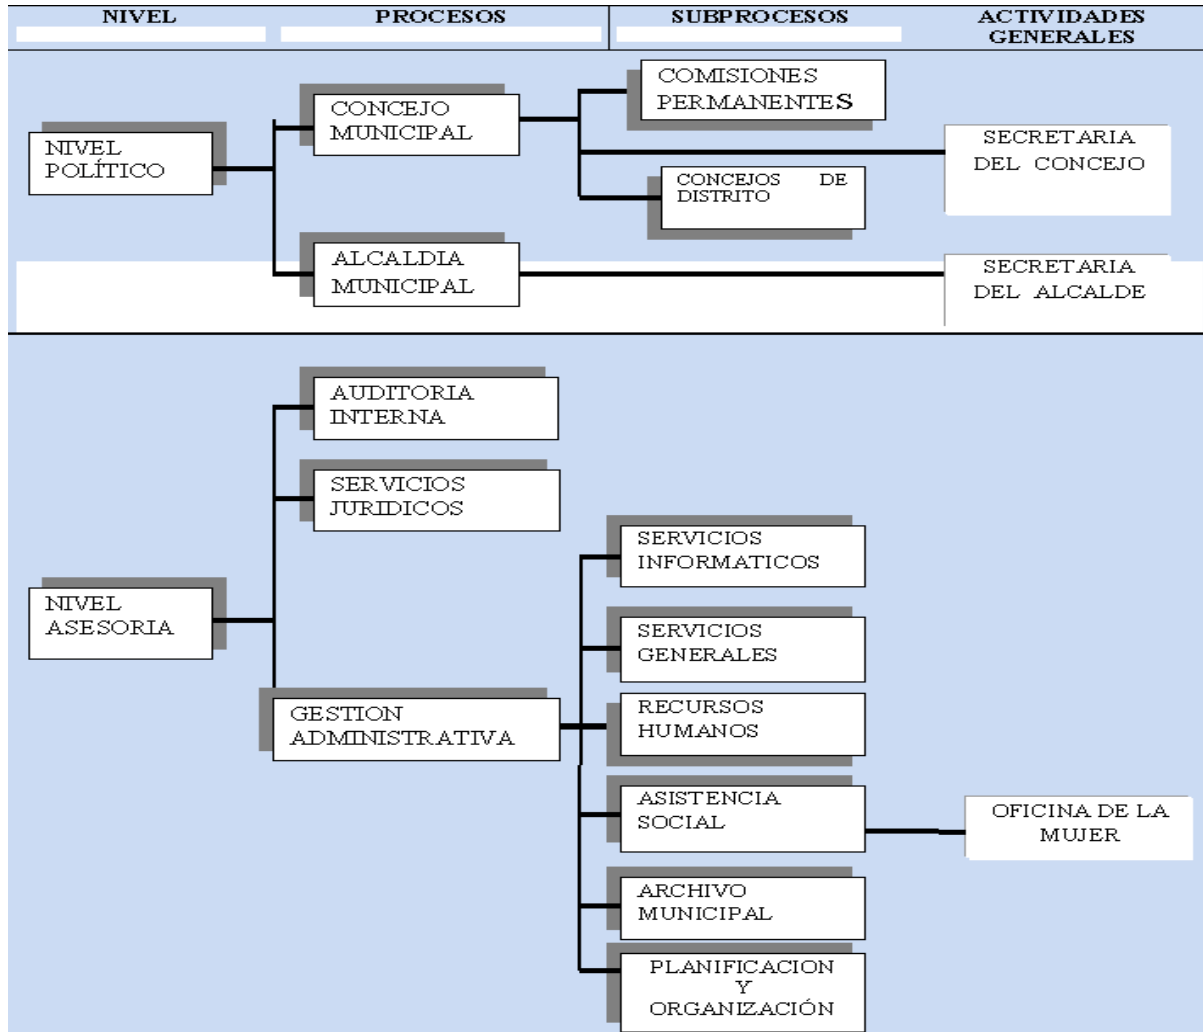 NIVEL
PROCESOS
SUBPROCESOS
ACTIVIDADES
GENERALES
COMISIONES
PERMANENTES
CONCEJO
MUNICIPAL
NIVEL
POLÍTICO
SECRETARIA
DEL CONCEJO
CONCEJOS DE
DISTRITO
ALCALDIA
MUNICIPAL
SECRETARIA
DEL ALCALDE
AUDITORIA
INTERNA
SERVICIOS
JURIDICOS
SERVICIOS
INFORMATICOS
NIVEL
ASESORIA
SERVICIOS
GENERALES
GESTION
ADMINISTRATIVA
RECURSOS
HUMANOS
ASISTENCIA
SOCIAL
OFICINA DE LA
MUJER
ARCHIVO
MUNICIPAL
PLANIFICACION
Y
ORGANIZACIÓN